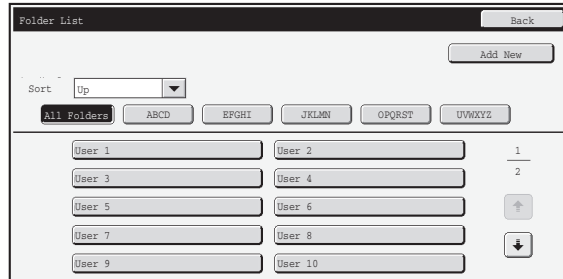 Folder List Back
Add New
Sort Up
All Folders ABCD EFGHI JKLMN OPQRST UVWXYZ
User 1 User 2 1
User 3 User 4 2
User 5 User 6
User 7 User 8
User 9 User 10